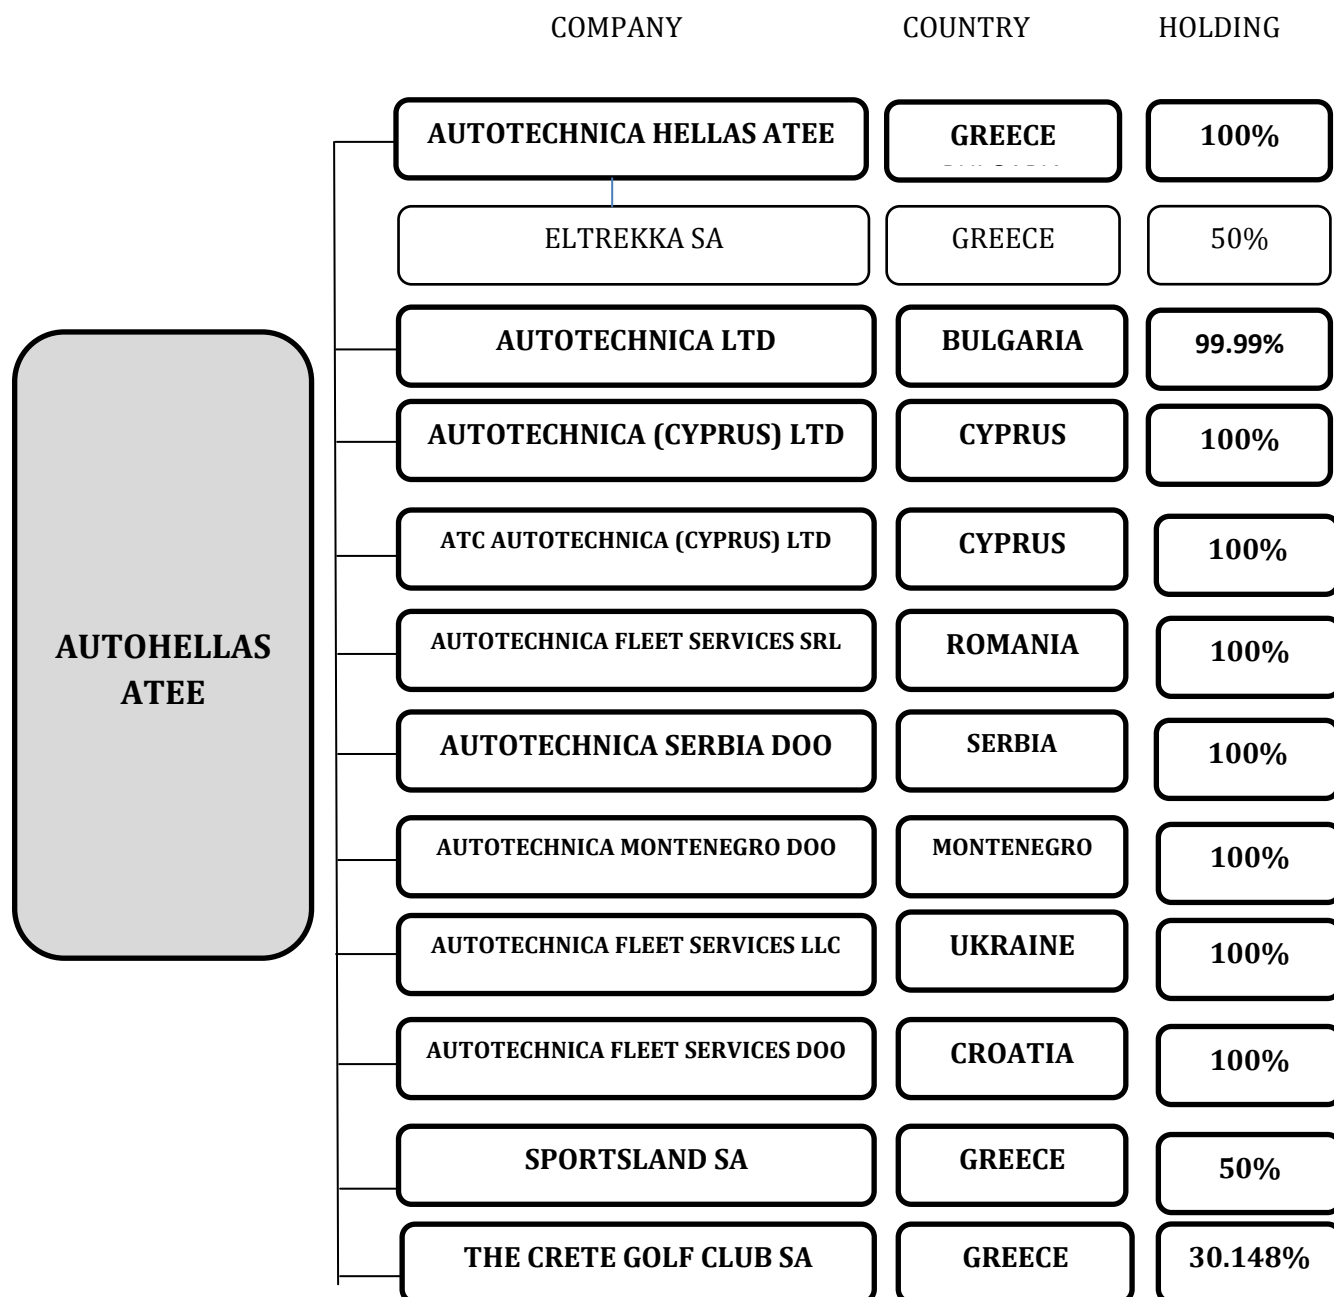 COMPANY COUNTRY HOLDING
AUTOTECHNICA HELLAS ATEE GREECE 100%
ELTREKKA SA GREECE 50%
AUTOTECHNICA LTD BULGARIA 99.99%
AUTOTECHNICA (CYPRUS) LTD CYPRUS 100%
ATC AUTOTECHNICA (CYPRUS) LTD CYPRUS 100%
AUTOTECHNICA FLEET SERVICES SRL ROMANIA 100%
AUTOHELLAS
ATEE
AUTOTECHNICA SERBIA DOO SERBIA 100%
AUTOTECHNICA MONTENEGRO DOO MONTENEGRO 100%
AUTOTECHNICA FLEET SERVICES LLC UKRAINE 100%
AUTOTECHNICA FLEET SERVICES DOO CROATIA 100%
SPORTSLAND SA GREECE 50%
THE CRETE GOLF CLUB SA GREECE 30.148%